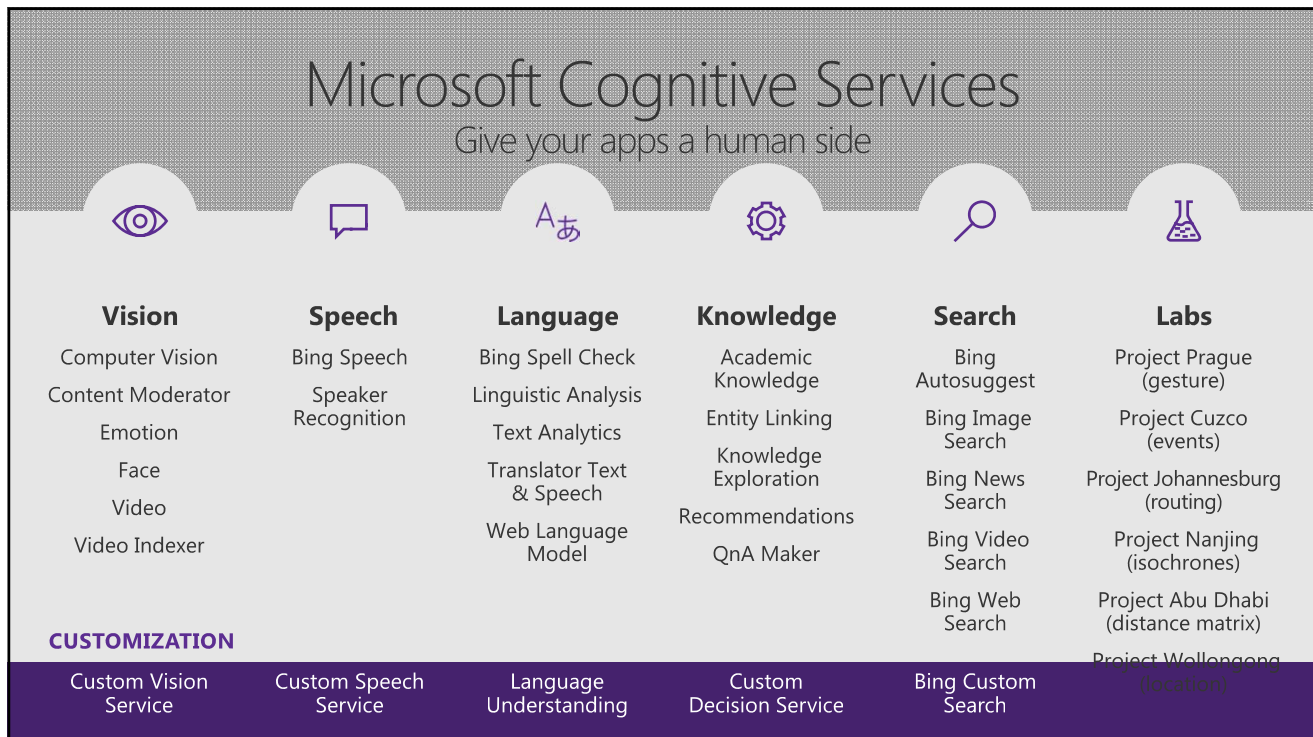 Microsoft Cognitive Services
Give your apps a human side
Aあ
Vision
Computer Vision
Content Moderator
Emotion
Face
Video
Video Indexer
Speech
Bing Speech
Speaker
Recognition
Language
Bing Spell Check
Linguistic Analysis
Text Analytics
Translator Text
& Speech
Web Language
Model
Knowledge
Academic
Knowledge
Entity Linking
Knowledge
Exploration
Recommendations
QnA Maker
Search
Bing
Autosuggest
Bing Image
Search
Bing News
Search
Bing Video
Search
Bing Web
Search
Labs
Project Prague
(gesture)
Project Cuzco
(events)
Project Johannesburg
(routing)
Project Nanjing
(isochrones)
Project Abu Dhabi
(distance matrix)
Project Wollongong
(location)
CUSTOMIZATION
Custom Vision
Service
Custom Speech
Service
Language
Understanding
Custom
Decision Service
Bing Custom
Search